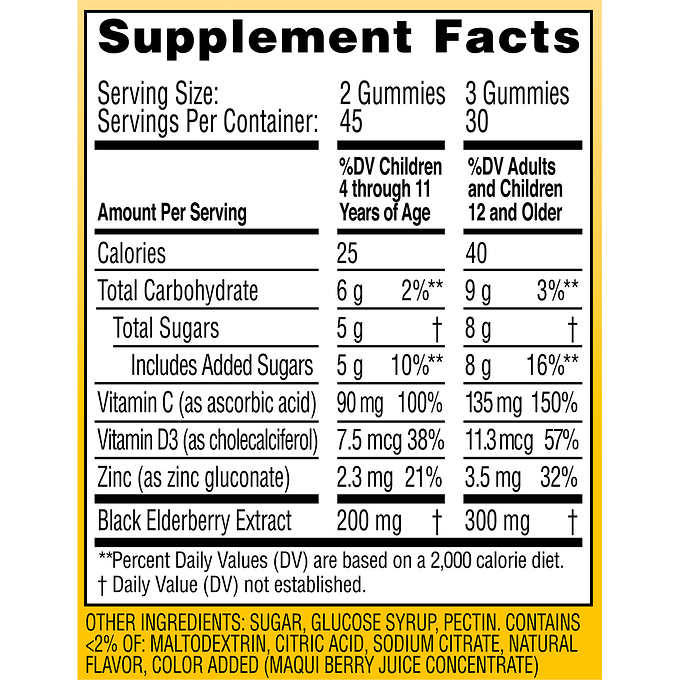 Supplement Facts
Serving Size: 2 Gummies 3 Gummies
Servings Per Container: 45 30
Amount Per Serving %DV Children 4 through 11 Years of Age %DV Adults and Children 12 and Older
Calories 25 40
Total Carbohydrate 6 g 2%** 9 g 3%**
Total Sugars 5 g † 8 g †
Includes Added Sugars 5 g 10%** 8 g 16%**
Vitamin C (as ascorbic acid) 90 mg 100% 135 mg 150%
Vitamin D3 (as cholecalciferol) 7.5 mcg 38% 11.3 mcg 57%
Zinc (as zinc gluconate) 2.3 mg 21% 3.5 mg 32%
Black Elderberry Extract 200 mg † 300 mg †
**Percent Daily Values (DV) are based on a 2,000 calorie diet.
† Daily Value (DV) not established.
OTHER INGREDIENTS: SUGAR, GLUCOSE SYRUP, PECTIN. CONTAINS
<2% OF: MALTODEXTRIN, CITRIC ACID, SODIUM CITRATE, NATURAL
FLAVOR, COLOR ADDED (MAQUI BERRY JUICE CONCENTRATE)